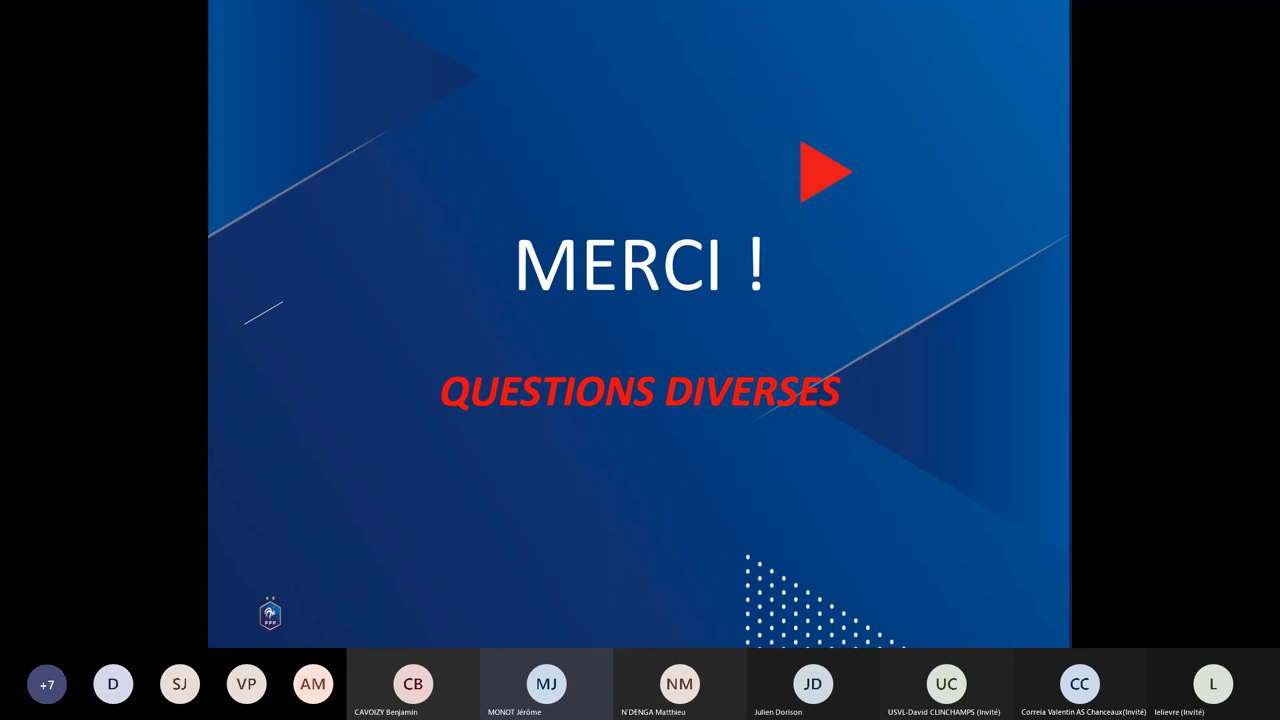 MERCI !
QUESTIONS DIVERSES
FFF
+7
D
SJ
VP
AM
CB
MJ
NM
JD
UC
CC
L
CAVOIZY Benjamin
MONOT Jérôme
N'DENGA Matthieu
Julien Dorison
USVL-David CLINCHAMPS (Invité)
Correia Valentin AS Chanceaux(Invité)
lelievre (Invité)